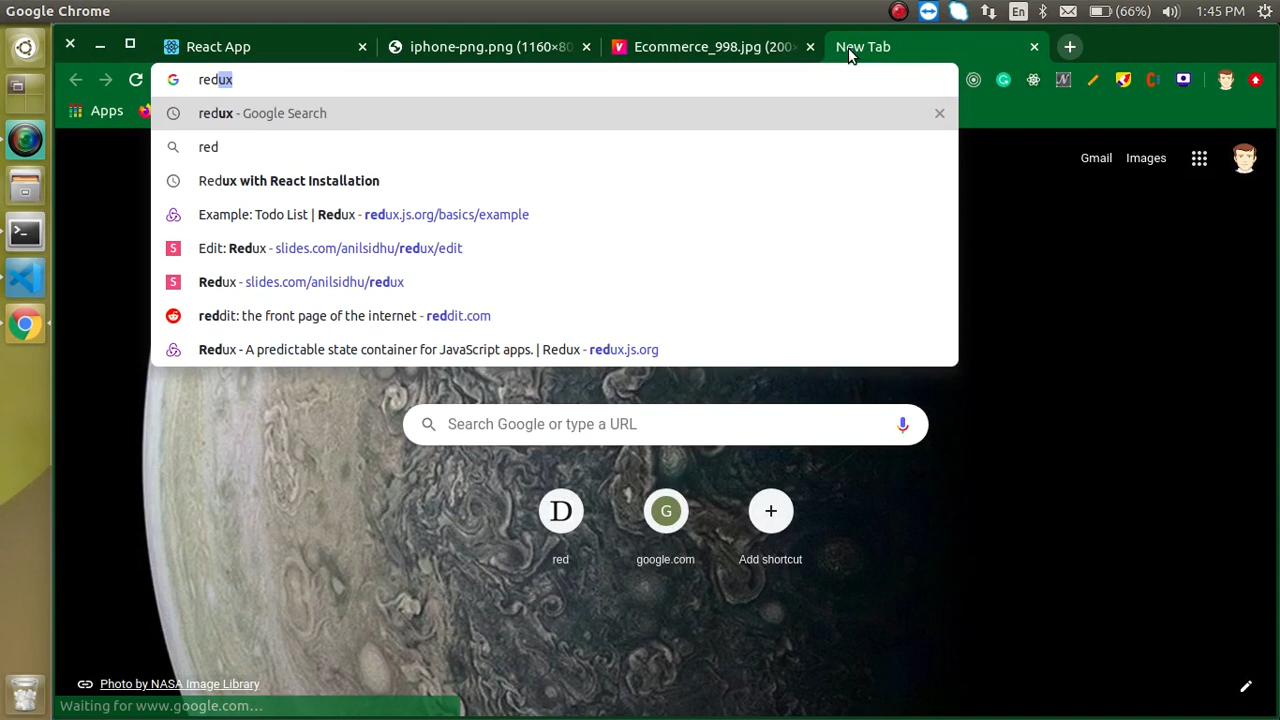 Google Chrome
En
(66%)
1:45 PM
React App
iphone-png.png (1160×80
Ecommerce_998.jpg (200×
New Tab
redux
Apps
redux - Google Search
red
Redux with React Installation
Example: Todo List | Redux - redux.js.org/basics/example
S Edit: Redux - slides.com/anilsidhu/redux/edit
S Redux - slides.com/anilsidhu/redux
reddit: the front page of the internet - reddit.com
Redux - A predictable state container for JavaScript apps. | Redux - redux.js.org
Gmail
Images
Search Google or type a URL
D
G
red
google.com
Add shortcut
Photo by NASA Image Library
Waiting for www.google.com...